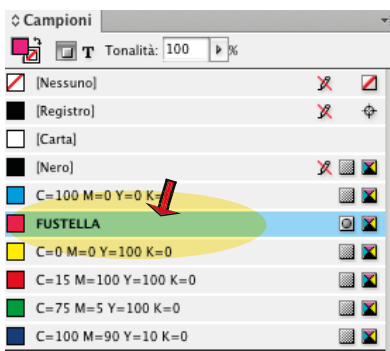 Campioni
T Tonalità: 100 %
[Nessuno]
[Registro]
[Carta]
[Nero]
C=100 M=0 Y=0 K=
FUSTELLA
C=0 M=0 Y=100 K=0
C=15 M=100 Y=100 K=0
C=75 M=5 Y=100 K=0
C=100 M=90 Y=10 K=0